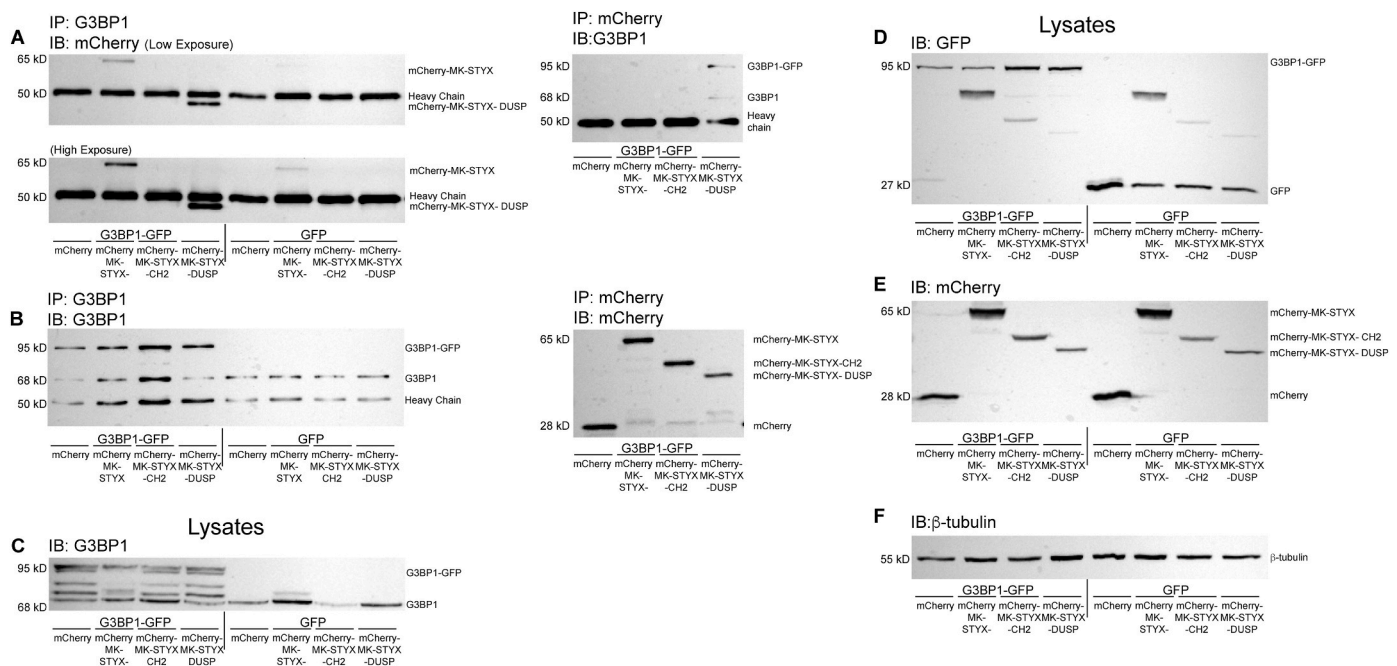 A
IP: G3BP1
IB: mCherry (Low Exposure)
65 kD
mCherry-MK-STYX
50 kD
Heavy Chain
mCherry-MK-STYX- DUSP
(High Exposure)
65 kD
mCherry-MK-STYX
50 kD
Heavy Chain
mCherry-MK-STYX- DUSP
G3BP1-GFP GFP
mCherry mCherry mCherry- mCherry- mCherry mCherry mCherry- mCherry-
MK- MK-STYX MK-STYX MK- MK-STYX MK-STYX
STYX- -CH2 -DUSP STYX- -CH2 -DUSP
IP: mCherry
IB:G3BP1
95 kD
G3BP1-GFP
68 kD
G3BP1
50 kD
Heavy
chain
G3BP1-GFP
mCherry mCherry mCherry- mCherry-
MK- MK-STYX MK-STYX
STYX- -CH2 -DUSP
B
IP: G3BP1
IB: G3BP1
95 kD
G3BP1-GFP
68 kD
G3BP1
50 kD
Heavy Chain
G3BP1-GFP GFP
mCherry mCherry mCherry- mCherry- mCherry mCherry mCherry- mCherry-
MK- MK-STYX MK-STYX MK- MK-STYX MK-STYX
STYX -CH2 -DUSP STYX CH2 -DUSP
IP: mCherry
IB: mCherry
65 kD
mCherry-MK-STYX
mCherry-MK-STYX-CH2
mCherry-MK-STYX- DUSP
28 kD
mCherry
G3BP1-GFP
mCherry mCherry mCherry- mCherry-
MK- MK-STYX MK-STYX
STYX- -CH2 -DUSP
Lysates
C
IB: G3BP1
95 kD
G3BP1-GFP
68 kD
G3BP1
G3BP1-GFP GFP
mCherry mCherry mCherry- mCherry- mCherry mCherry mCherry- mCherry-
MK- MK-STYX MK-STYX MK- MK-STYX MK-STYX
STYX- CH2 DUSP STYX- -CH2 -DUSP
Lysates
D
IB: GFP
95 kD
G3BP1-GFP
27 kD
GFP
G3BP1-GFP GFP
mCherry mCherry mCherry- mCherry- mCherry mCherry mCherry- mCherry-
MK- MK-STYX MK-STYX MK- MK-STYX MK-STYX
STYX- -CH2 -DUSP STYX- -CH2 -DUSP
E
IB: mCherry
65 kD
mCherry-MK-STYX
mCherry-MK-STYX- CH2
mCherry-MK-STYX- DUSP
28 kD
mCherry
G3BP1-GFP GFP
mCherry mCherry mCherry- mCherry- mCherry mCherry mCherry- mCherry-
MK- MK-STYX MK-STYX MK- MK-STYX MK-STYX
STYX- -CH2 -DUSP STYX- -CH2 -DUSP
F
IB:β-tubulin
55 kD
β-tubulin
G3BP1-GFP GFP
mCherry mCherry mCherry- mCherry- mCherry mCherry mCherry- mCherry-
MK- MK-STYX MK-STYX MK- MK-STYX MK-STYX
STYX- -CH2 -DUSP STYX- -CH2 -DUSP